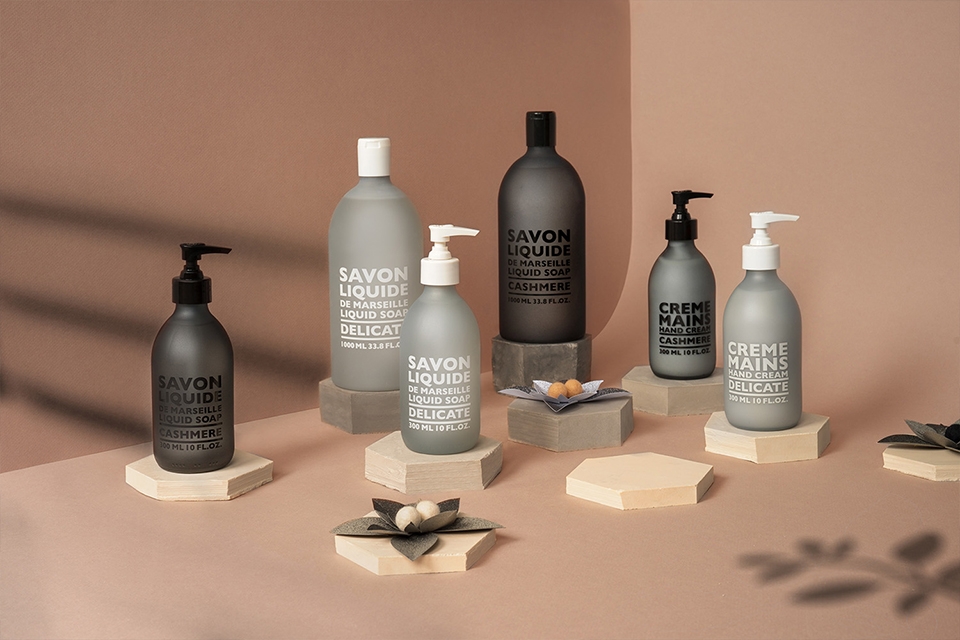 SAVON
LIQUIDE
DE MARSEILLE
LIQUID SOAP
CASHMERE
300 ML 10 FL.OZ.
SAVON
LIQUIDE
DE MARSEILLE
LIQUID SOAP
DELICATE
1000 ML 33.8 FL.O
SAVON
LIQUIDE
DE MARSEILLE
LIQUID SOAP
DELICATE
300 ML 10 FL.OZ.
SAVON
LIQUIDE
DE MARSEILLE
LIQUID SOAP
CASHMERE
1000 ML 33.8 FL.OZ.
CREME
MAINS
HAND CREAM
CASHMERE
300 ML 10 FL.OZ.
CREME
MAINS
HAND CREAM
DELICATE
300 ML 10 FL.OZ.